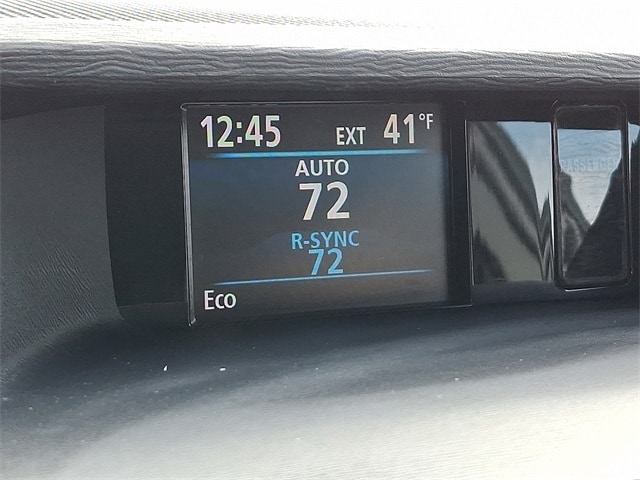 12:45 EXT 41°F
AUTO
72
R-SYNC
72
Eco